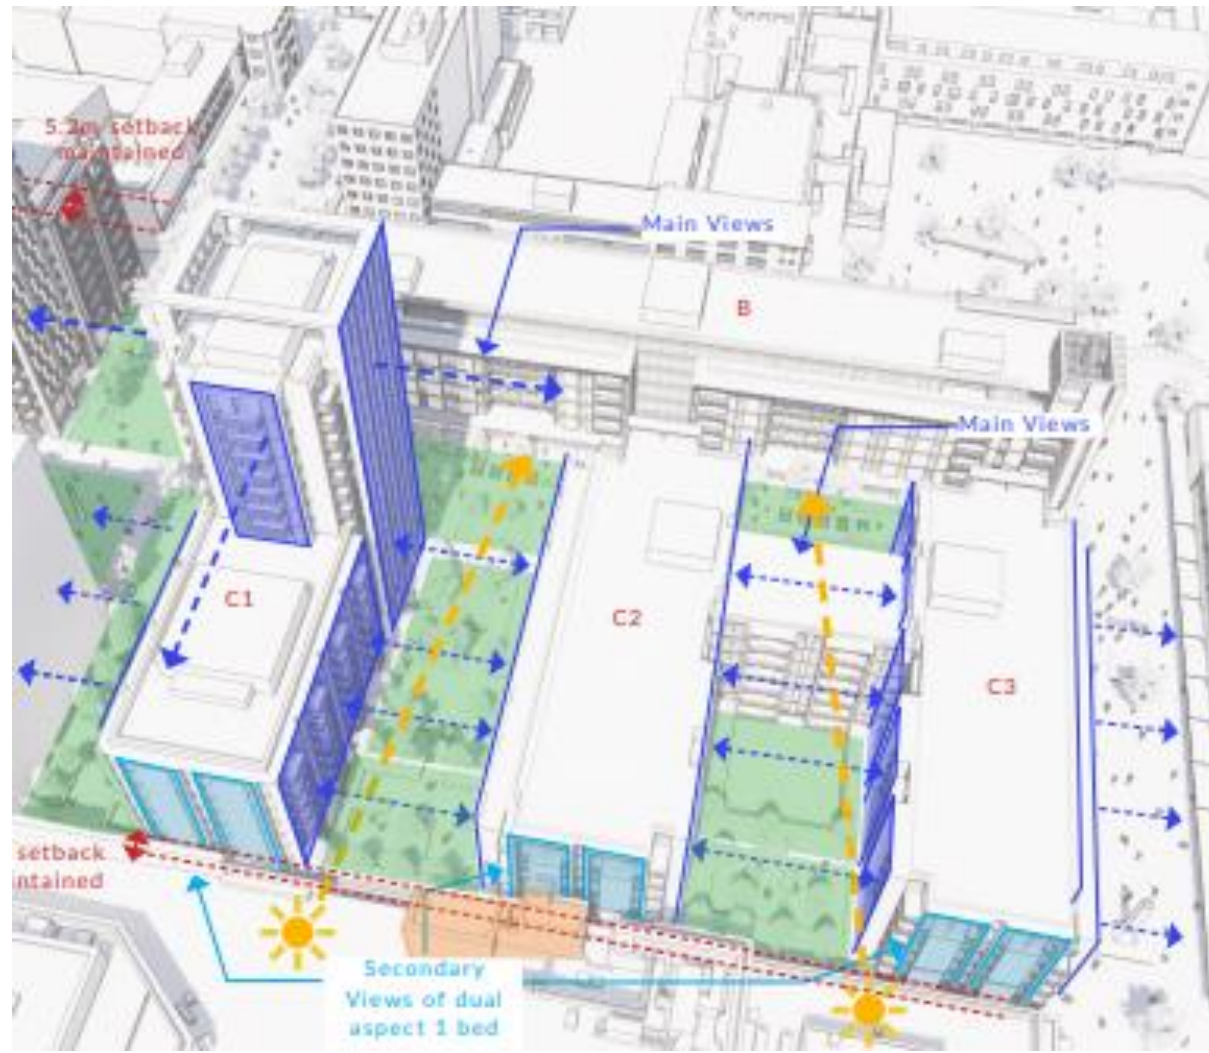 5.2m setback
maintained
Main Views
B
Main Views
C1
C2
C3
setback
ntained
Secondary
Views of dual
aspect 1 bed